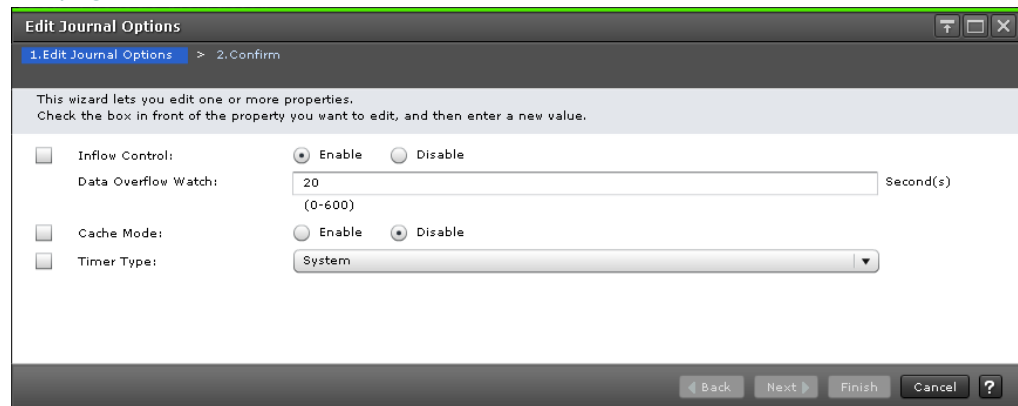 Edit Journal Options
1.Edit Journal Options > 2.Confirm
This wizard lets you edit one or more properties.
Check the box in front of the property you want to edit, and then enter a new value.
Inflow Control: Enable Disable
Data Overflow Watch: 20 Second(s)
(0-600)
Cache Mode: Enable Disable
Timer Type: System
Back Next Finish Cancel ?